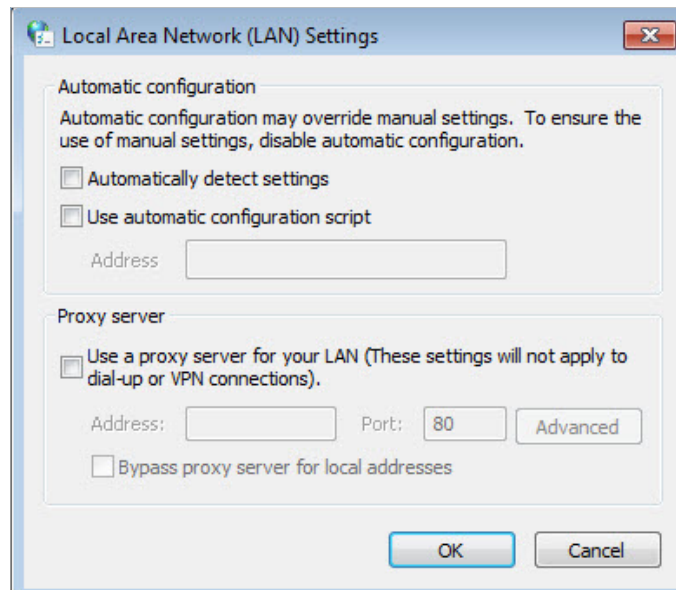 Local Area Network (LAN) Settings
Automatic configuration
Automatic configuration may override manual settings. To ensure the
use of manual settings, disable automatic configuration.
Automatically detect settings
Use automatic configuration script
Address
Proxy server
Use a proxy server for your LAN (These settings will not apply to
dial-up or VPN connections).
Address: Port: 80 Advanced
Bypass proxy server for local addresses
OK Cancel